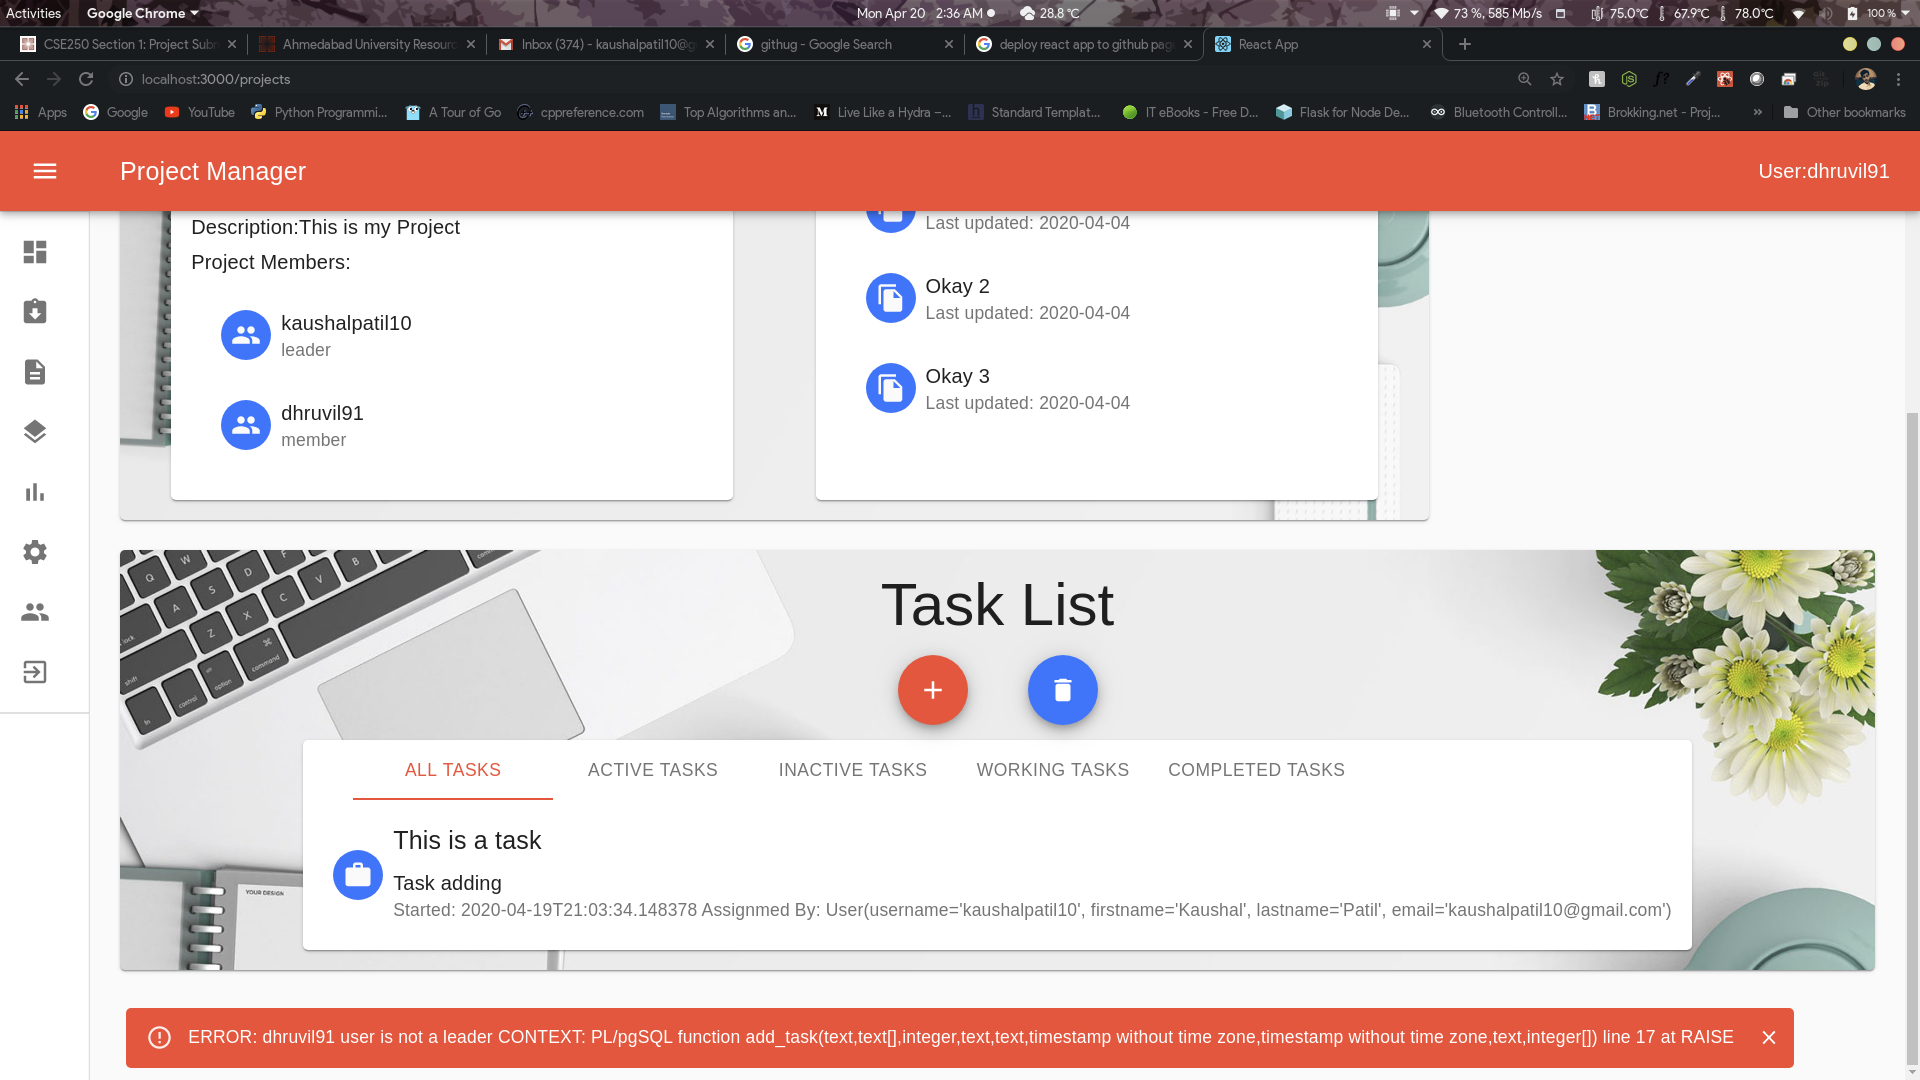 Activities Google Chrome Mon Apr 20 2:36 AM 28.8 °C 73 %, 585 Mb/s 75.0°C 67.9°C 78.0°C 100 %
CSE250 Section 1: Project Subm Ahmedabad University Resourc Inbox (374) - kaushalpatil10@g githug - Google Search deploy react app to github pag React App
localhost:3000/projects
Apps Google YouTube Python Programmi... A Tour of Go cppreference.com Top Algorithms an... Live Like a Hydra –... Standard Templat... IT eBooks - Free D... Flask for Node De... Bluetooth Controll... Brokking.net - Proj... » Other bookmarks
Project Manager User:dhruvil91
Description:This is my Project
Project Members:
kaushalpatil10
leader
dhruvil91
member
Last updated: 2020-04-04
Okay 2
Last updated: 2020-04-04
Okay 3
Last updated: 2020-04-04
Task List
ALL TASKS ACTIVE TASKS INACTIVE TASKS WORKING TASKS COMPLETED TASKS
This is a task
Task adding
Started: 2020-04-19T21:03:34.148378 Assignmed By: User(username='kaushalpatil10', firstname='Kaushal', lastname='Patil', email='kaushalpatil10@gmail.com')
YOUR DESIGN
ERROR: dhruvil91 user is not a leader CONTEXT: PL/pgSQL function add_task(text,text[],integer,text,text,timestamp without time zone,timestamp without time zone,text,integer[]) line 17 at RAISE